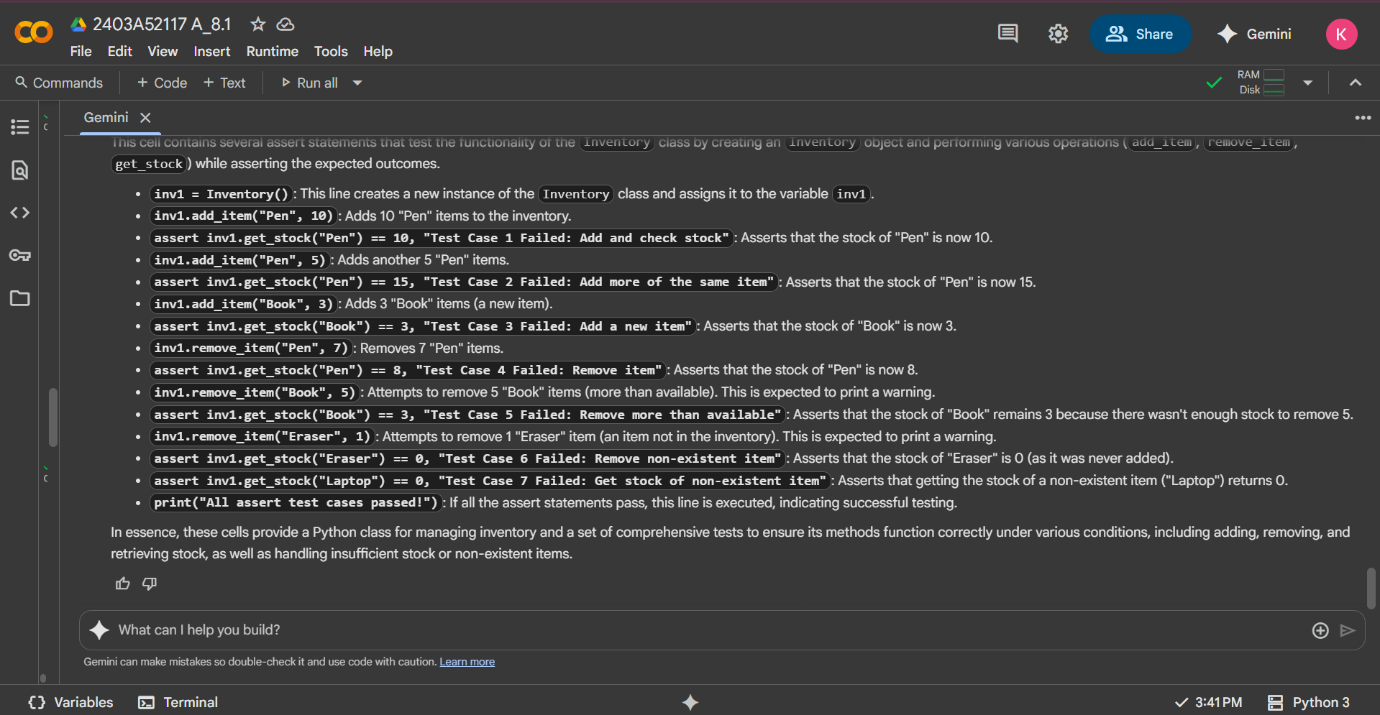 2403A52117 A_8.1
File Edit View Insert Runtime Tools Help
Share
Gemini
K
Commands + Code + Text Run all
RAM
Disk
Gemini
This cell contains several assert statements that test the functionality of the Inventory class by creating an Inventory object and performing various operations ( add_item , remove_item ,
get_stock ) while asserting the expected outcomes.
• inv1 = Inventory() : This line creates a new instance of the Inventory class and assigns it to the variable inv1 .
• inv1.add_item("Pen", 10) : Adds 10 "Pen" items to the inventory.
• assert inv1.get_stock("Pen") == 10, "Test Case 1 Failed: Add and check stock" : Asserts that the stock of "Pen" is now 10.
• inv1.add_item("Pen", 5) : Adds another 5 "Pen" items.
• assert inv1.get_stock("Pen") == 15, "Test Case 2 Failed: Add more of the same item" : Asserts that the stock of "Pen" is now 15.
• inv1.add_item("Book", 3) : Adds 3 "Book" items (a new item).
• assert inv1.get_stock("Book") == 3, "Test Case 3 Failed: Add a new item" : Asserts that the stock of "Book" is now 3.
• inv1.remove_item("Pen", 7) : Removes 7 "Pen" items.
• assert inv1.get_stock("Pen") == 8, "Test Case 4 Failed: Remove item" : Asserts that the stock of "Pen" is now 8.
• inv1.remove_item("Book", 5) : Attempts to remove 5 "Book" items (more than available). This is expected to print a warning.
• assert inv1.get_stock("Book") == 3, "Test Case 5 Failed: Remove more than available" : Asserts that the stock of "Book" remains 3 because there wasn't enough stock to remove 5.
• inv1.remove_item("Eraser", 1) : Attempts to remove 1 "Eraser" item (an item not in the inventory). This is expected to print a warning.
• assert inv1.get_stock("Eraser") == 0, "Test Case 6 Failed: Remove non-existent item" : Asserts that the stock of "Eraser" is 0 (as it was never added).
• assert inv1.get_stock("Laptop") == 0, "Test Case 7 Failed: Get stock of non-existent item" : Asserts that getting the stock of a non-existent item ("Laptop") returns 0.
• print("All assert test cases passed!") : If all the assert statements pass, this line is executed, indicating successful testing.
In essence, these cells provide a Python class for managing inventory and a set of comprehensive tests to ensure its methods function correctly under various conditions, including adding, removing, and
retrieving stock, as well as handling insufficient stock or non-existent items.
What can I help you build?
Gemini can make mistakes so double-check it and use code with caution. Learn more
Variables Terminal
3:41 PM Python 3